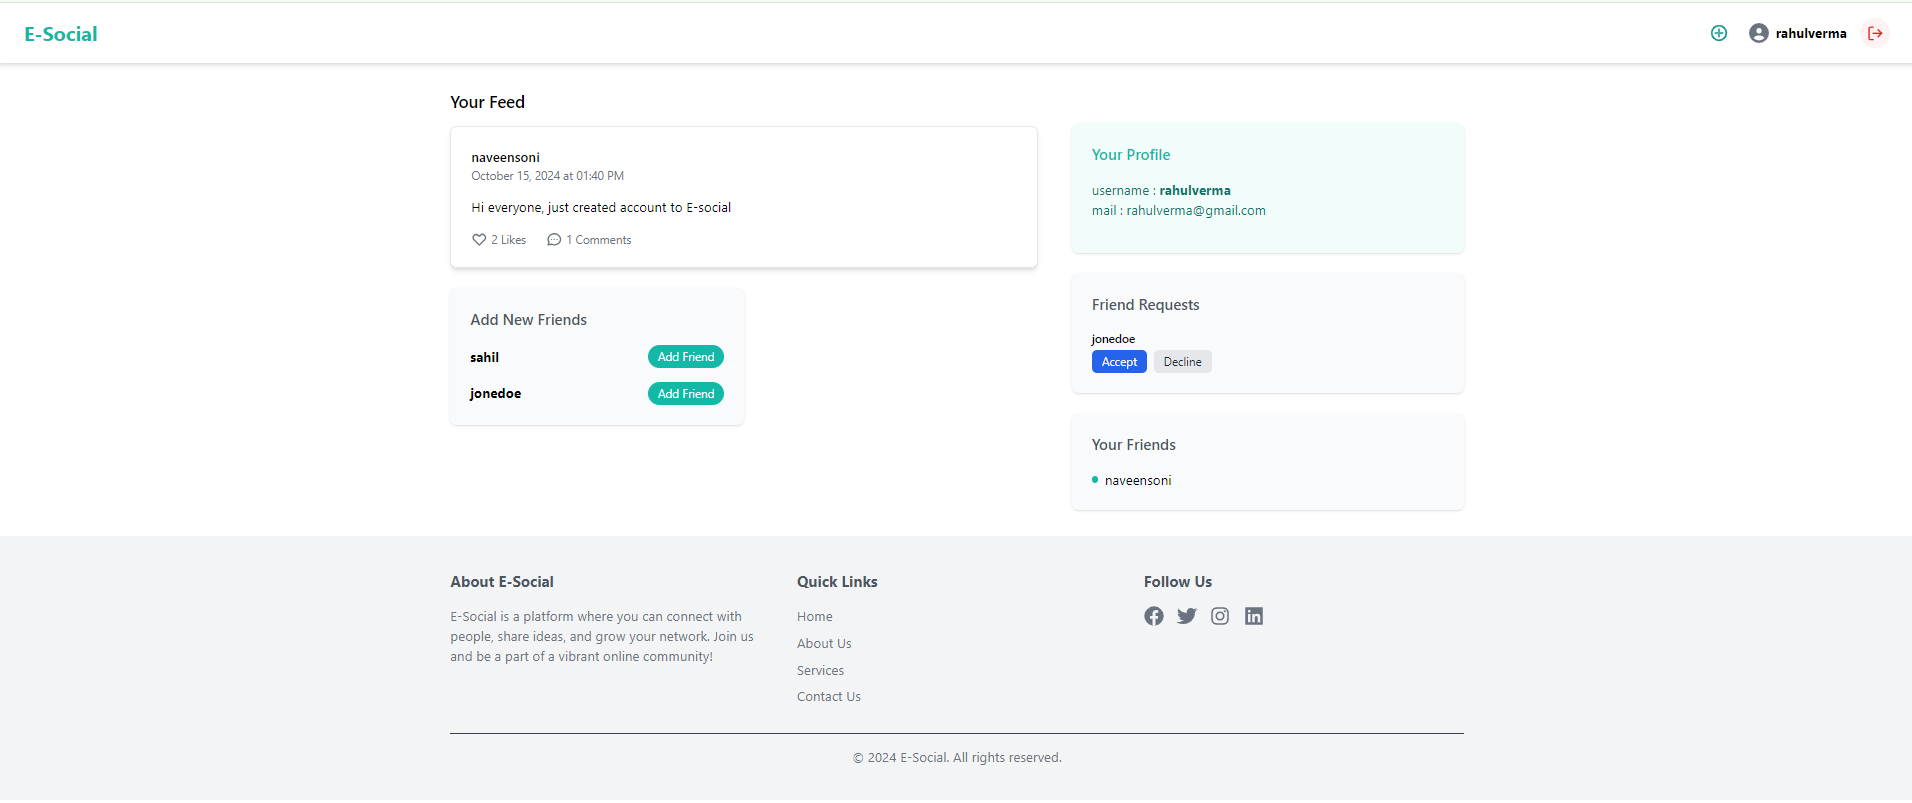 E-Social
rahulverma
Your Feed
naveensoni
October 15, 2024 at 01:40 PM
Hi everyone, just created account to E-social
2 Likes 1 Comments
Add New Friends
sahil Add Friend
jonedoe Add Friend
Your Profile
username : rahulverma
mail : rahulverma@gmail.com
Friend Requests
jonedoe
Accept Decline
Your Friends
naveensoni
About E-Social
E-Social is a platform where you can connect with
people, share ideas, and grow your network. Join us
and be a part of a vibrant online community!
Quick Links
Home
About Us
Services
Contact Us
Follow Us
© 2024 E-Social. All rights reserved.